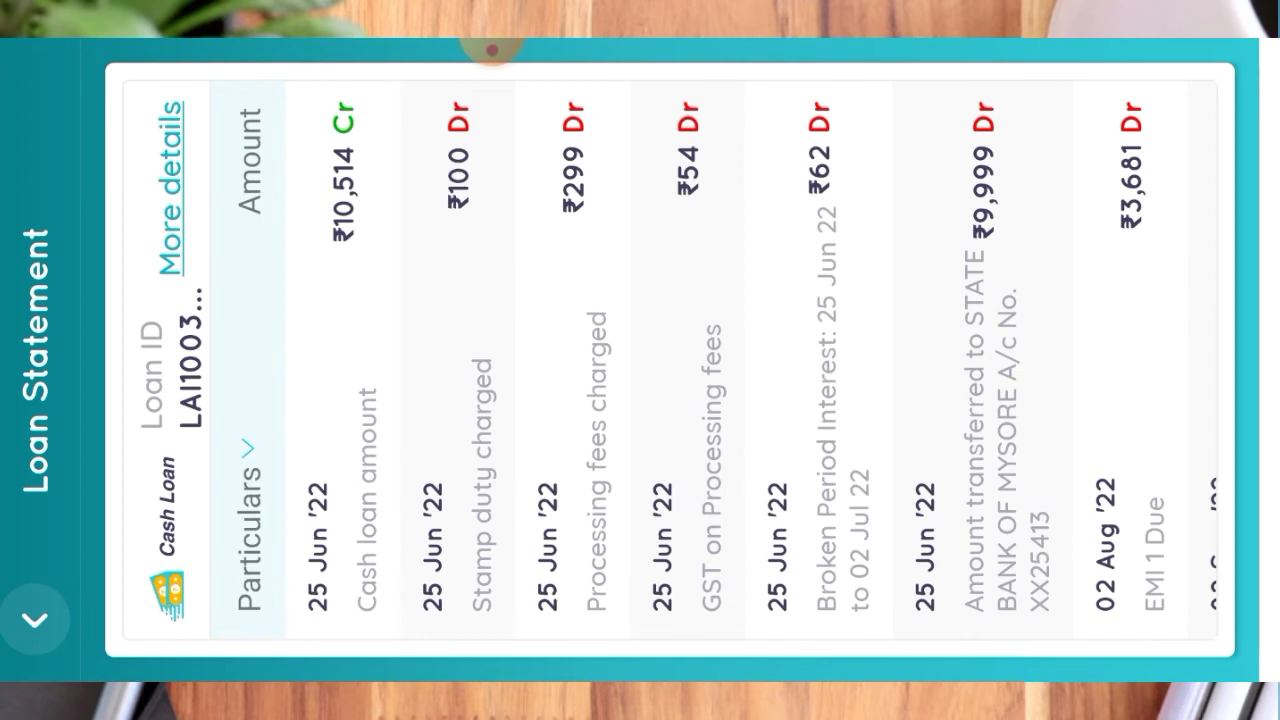 Loan Statement
Cash Loan
Loan ID
LAI1003...
More details
Particulars
Amount
25 Jun '22
Cash loan amount
₹10,514 Cr
25 Jun '22
Stamp duty charged
₹100 Dr
25 Jun '22
Processing fees charged
₹299 Dr
25 Jun '22
GST on Processing fees
₹54 Dr
25 Jun '22
Broken Period Interest: 25 Jun 22
to 02 Jul 22
₹62 Dr
25 Jun '22
Amount transferred to STATE
BANK OF MYSORE A/c No.
XX25413
₹9,999 Dr
02 Aug '22
EMI 1 Due
₹3,681 Dr